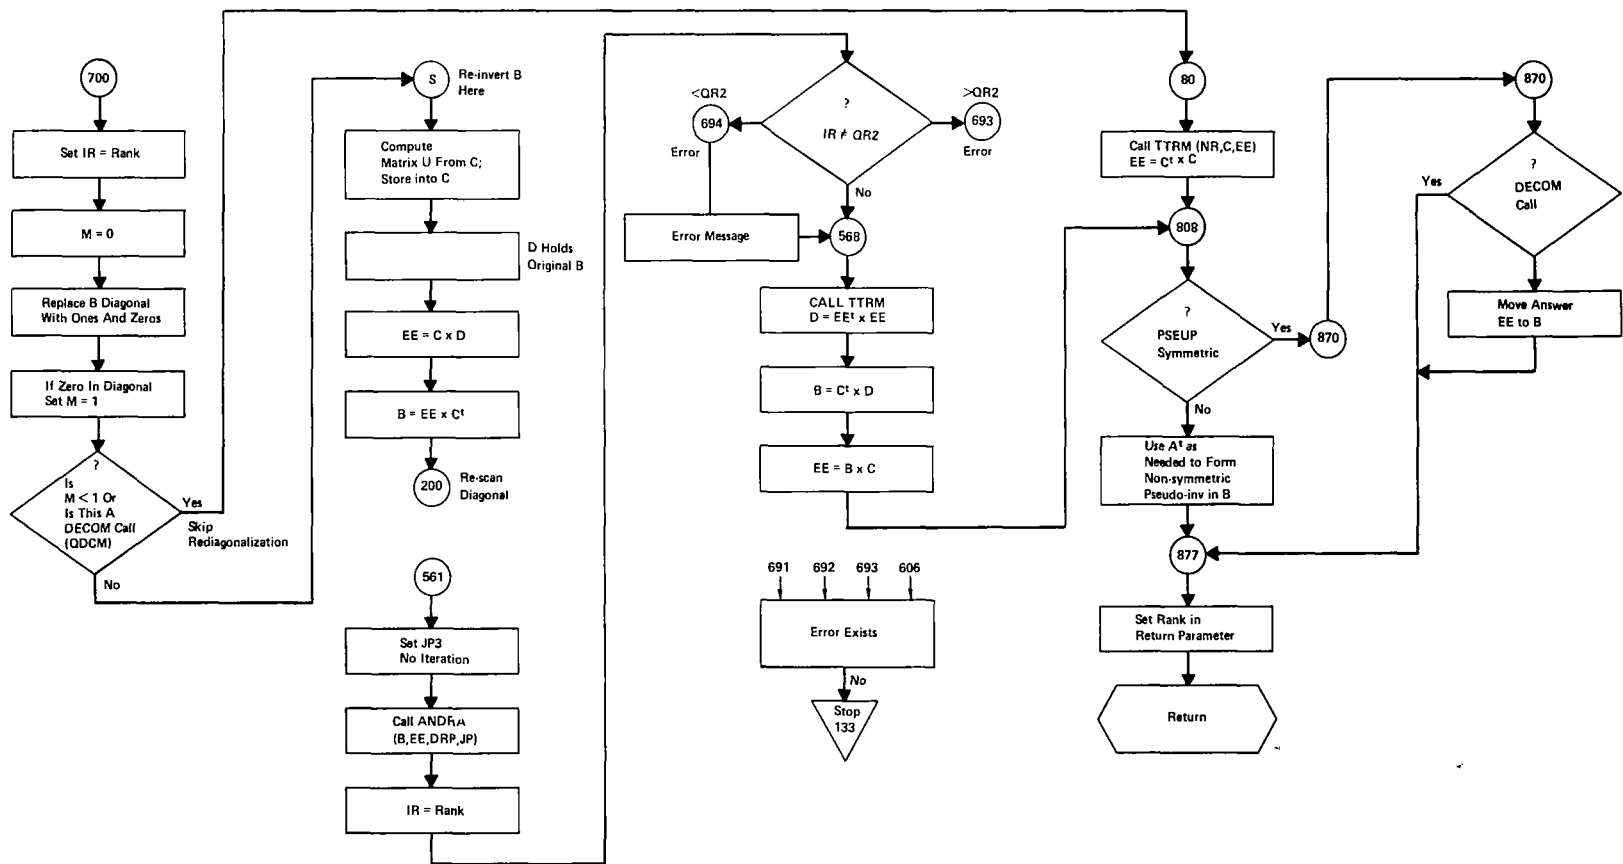 700
Set IR = Rank
M = 0
Replace B Diagonal
With Ones And Zeros
If Zero In Diagonal
Set M = 1
?
Is
M < 1 Or
Is This A
DECOM Call
(QDCM)
Yes
Skip
Rediagonalization
No
S
Re-invert B
Here
Compute
Matrix U From C;
Store into C
D Holds
Original B
EE = C x D
B = EE x Cᵗ
200
Re-scan
Diagonal
561
Set JP3
No Iteration
Call ANDRA
(B,EE,DRP,JP)
IR = Rank
?
IR ≠ QR2
<QR2
694
Error
>QR2
693
Error
No
Error Message
568
CALL TTRM
D = EEᵗ x EE
B = Cᵗ x D
EE = B x C
691 692 693 606
Error Exists
No
Stop
133
80
Call TTRM (NR,C,EE)
EE = Cᵗ x C
808
?
PSEUP
Symmetric
Yes
870
No
Use Aᵗ as
Needed to Form
Non-symmetric
Pseudo-inv in B
877
Set Rank in
Return Parameter
Return
870
?
DECOM
Call
Yes
Move Answer
EE to B